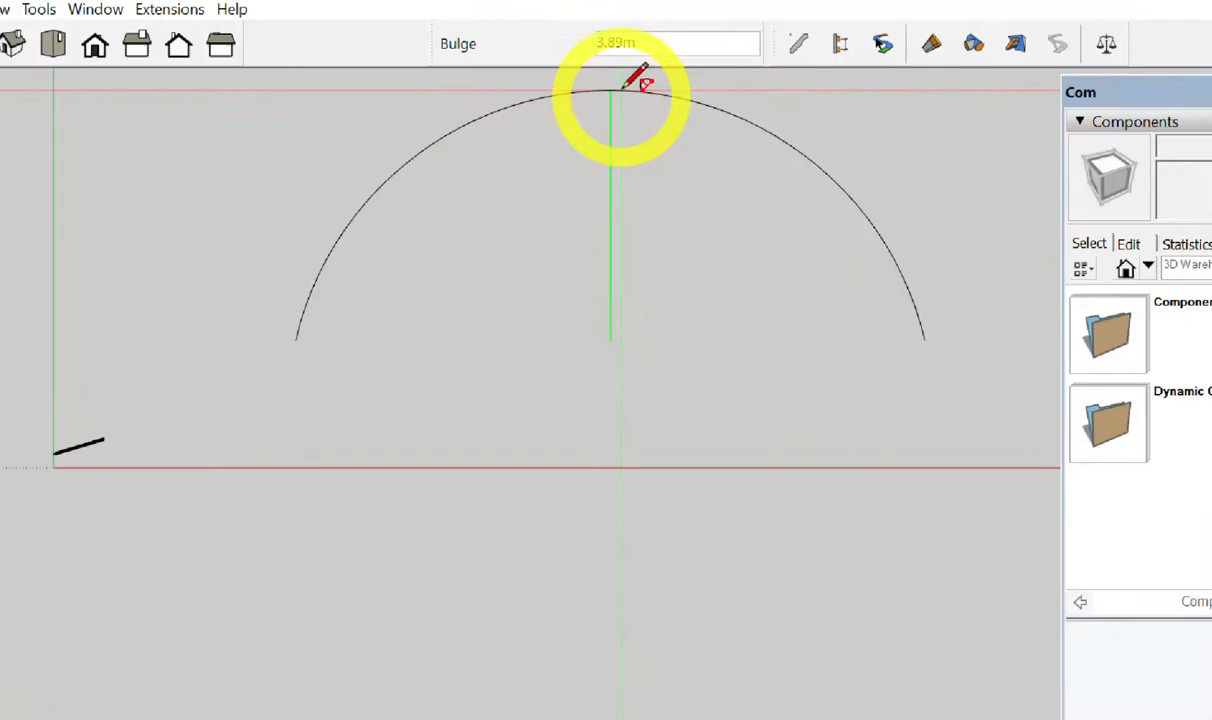 w Tools Window Extensions Help
Bulge 3.89m
Com
Components
Select Edit Statistics
3D Wareh
Componer
Dynamic C
Comp